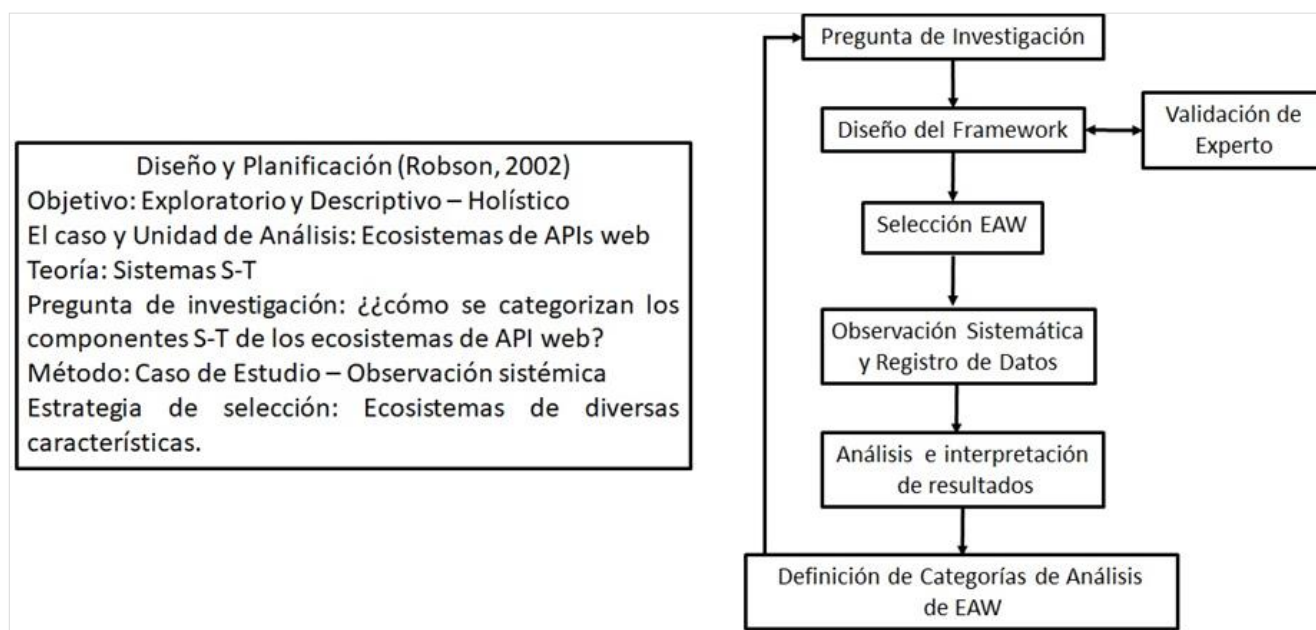 Diseño y Planificación (Robson, 2002)
Objetivo: Exploratorio y Descriptivo – Holístico
El caso y Unidad de Análisis: Ecosistemas de APIs web
Teoría: Sistemas S-T
Pregunta de investigación: ¿¿cómo se categorizan los
componentes S-T de los ecosistemas de API web?
Método: Caso de Estudio – Observación sistémica
Estrategia de selección: Ecosistemas de diversas
características.
Pregunta de Investigación
Diseño del Framework
Validación de
Experto
Selección EAW
Observación Sistemática
y Registro de Datos
Análisis e interpretación
de resultados
Definición de Categorías de Análisis
de EAW